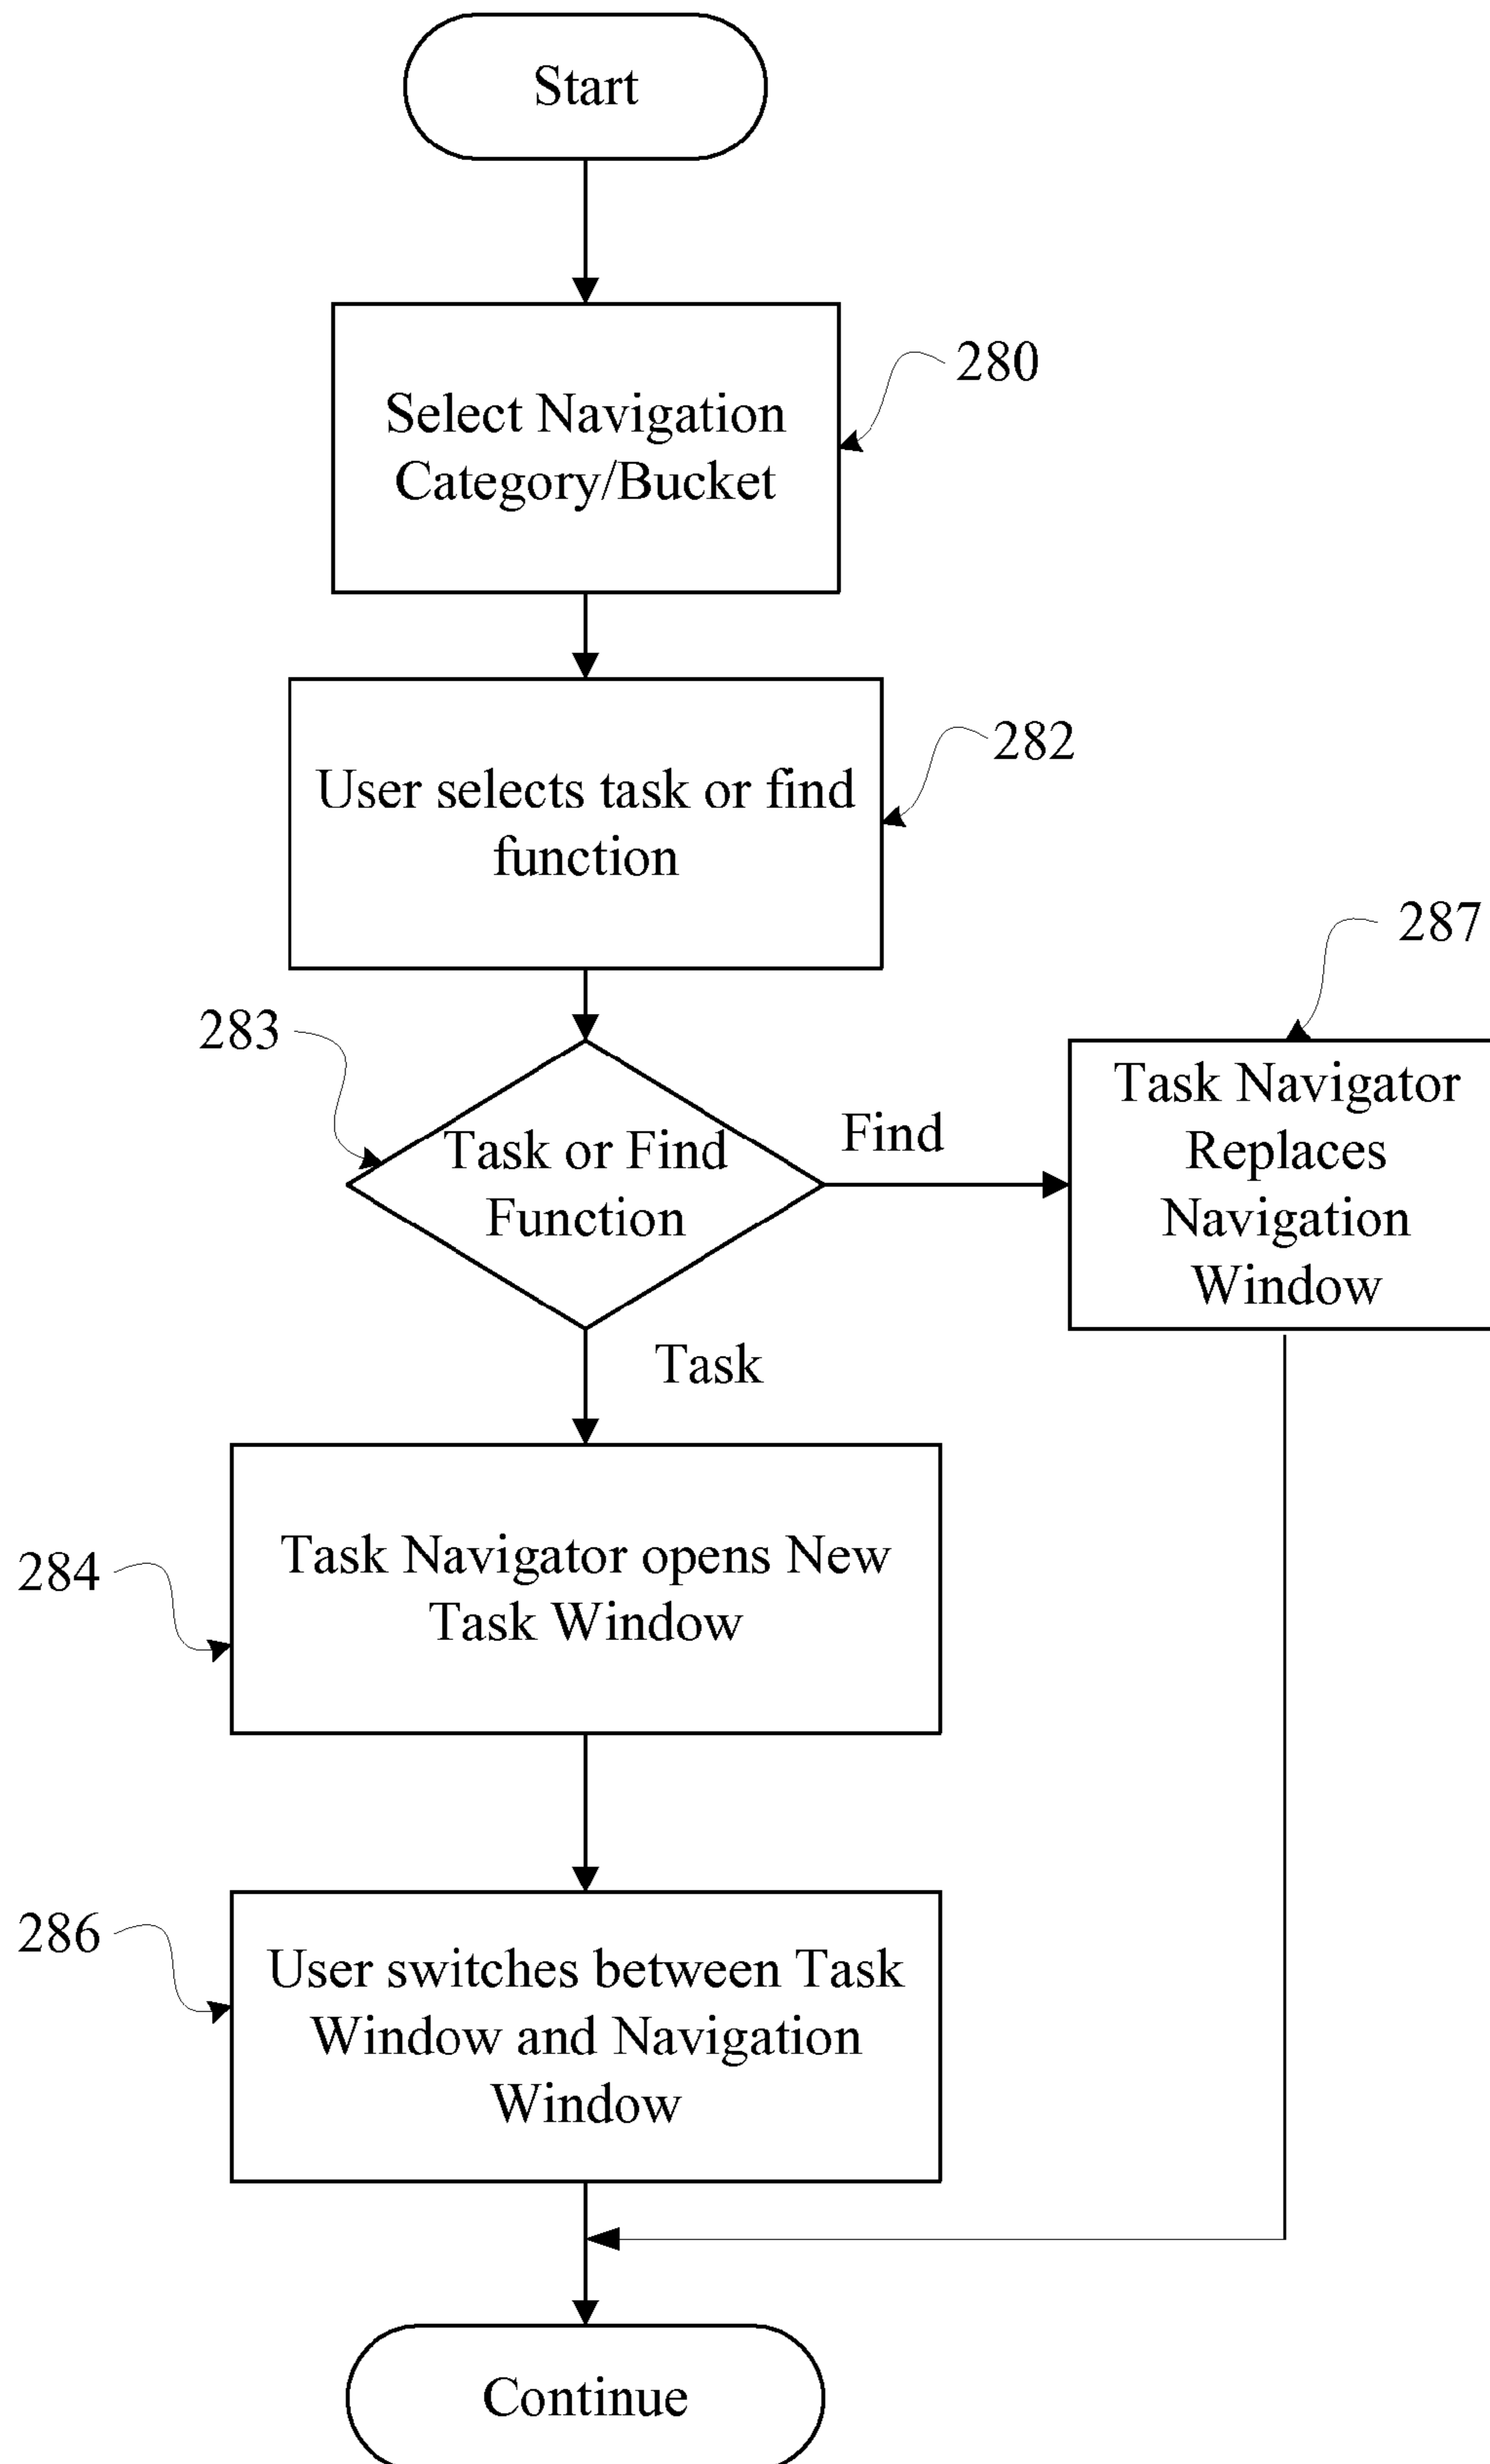 Start
280
Select Navigation
Category/Bucket
282
User selects task or find
function
287
283
Task Navigator
Replaces
Navigation
Window
Find
Task or Find
Function
Task
284
Task Navigator opens New
Task Window
286
User switches between Task
Window and Navigation
Window
Continue